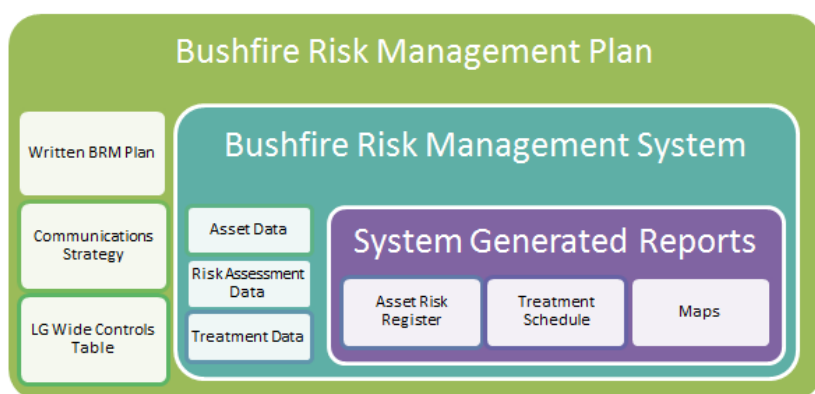 Bushfire Risk Management Plan
Written BRM Plan
Communications
Strategy
LG Wide Controls
Table
Bushfire Risk Management System
Asset Data
Risk Assessment
Data
Treatment Data
System Generated Reports
Asset Risk
Register
Treatment
Schedule
Maps